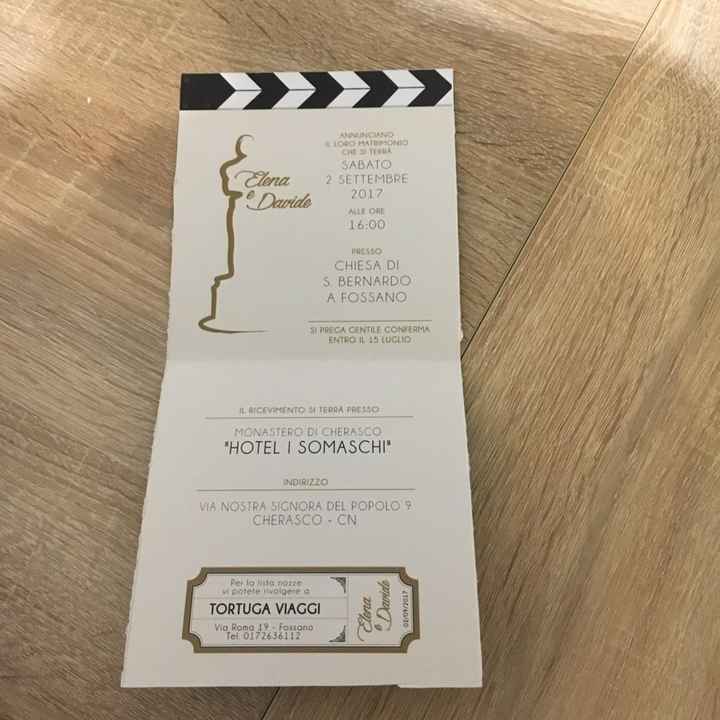 Elena
e Davide
ANNUNCIANO
IL LORO MATRIMONIO
CHE SI TERRÀ
SABATO
2 SETTEMBRE
2017
ALLE ORE
16:00
PRESSO
CHIESA DI
S. BERNARDO
A FOSSANO
SI PREGA GENTILE CONFERMA
ENTRO IL 15 LUGLIO
IL RICEVIMENTO SI TERRÀ PRESSO
MONASTERO DI CHERASCO
"HOTEL I SOMASCHI"
INDIRIZZO
VIA NOSTRA SIGNORA DEL POPOLO 9
CHERASCO - CN
Per la lista nozze
vi potete rivolgere a
TORTUGA VIAGGI
Via Roma 19 - Fossano
Tel. 0172636112
Elena
e Davide
02/09/2017